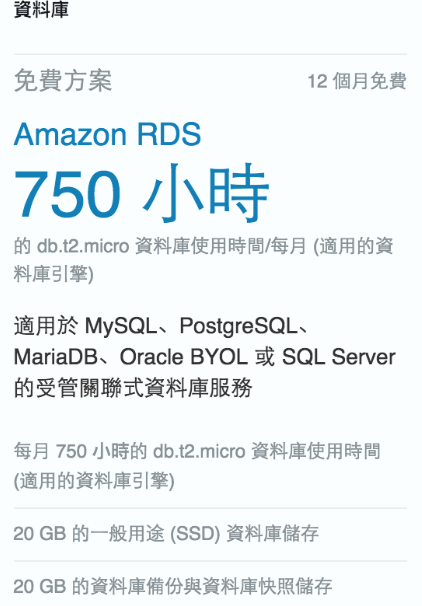 資料庫
免費方案
12 個月免費
Amazon RDS
750 小時
的 db.t2.micro 資料庫使用時間/每月 (適用的資
料庫引擎)
適用於 MySQL、PostgreSQL、
MariaDB、Oracle BYOL 或 SQL Server
的受管關聯式資料庫服務
每月 750 小時的 db.t2.micro 資料庫使用時間
(適用的資料庫引擎)
20 GB 的一般用途 (SSD) 資料庫儲存
20 GB 的資料庫備份與資料庫快照儲存